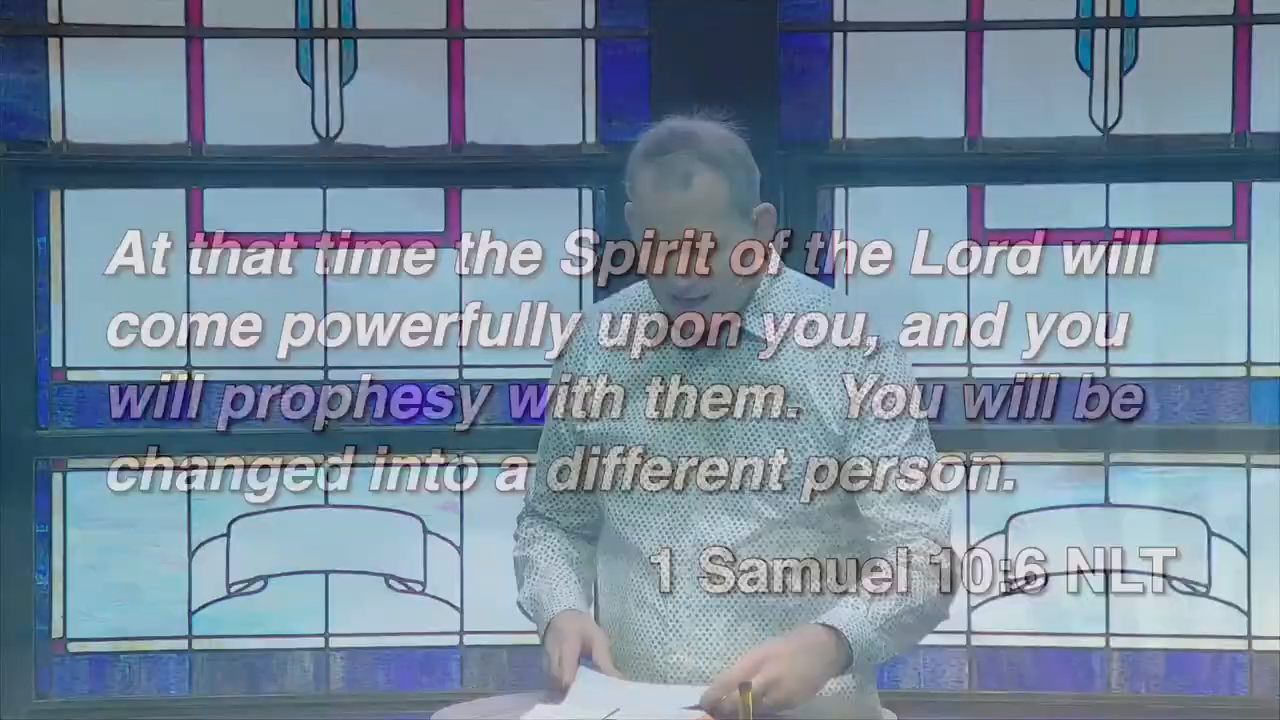 At that time the Spirit of the Lord will
come powerfully upon you, and you
will prophesy with them. You will be
changed into a different person.
1 Samuel 10:6 NLT